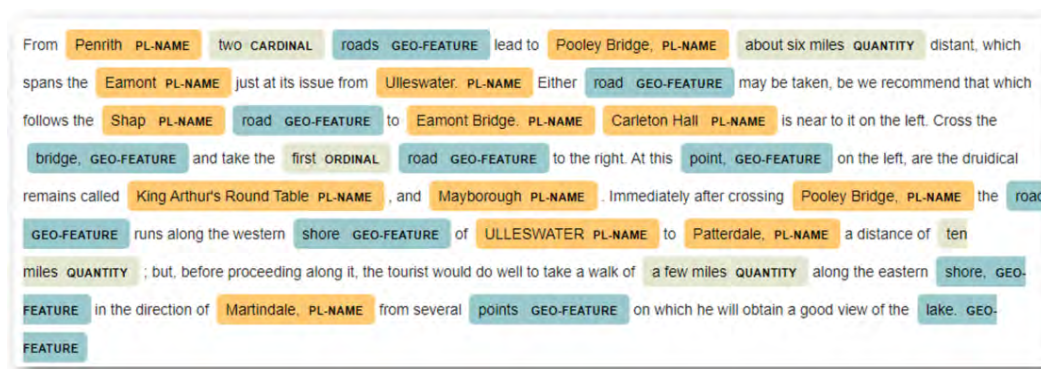 From Penrith PL-NAME two CARDINAL roads GEO-FEATURE lead to Pooley Bridge, PL-NAME about six miles QUANTITY distant, which
spans the Eamont PL-NAME just at its issue from Ulleswater. PL-NAME Either road GEO-FEATURE may be taken, be we recommend that which
follows the Shap PL-NAME road GEO-FEATURE to Eamont Bridge. PL-NAME Carleton Hall PL-NAME is near to it on the left. Cross the
bridge, GEO-FEATURE and take the first ORDINAL road GEO-FEATURE to the right. At this point, GEO-FEATURE on the left, are the druidical
remains called King Arthur's Round Table PL-NAME , and Mayborough PL-NAME . Immediately after crossing Pooley Bridge, PL-NAME the road
GEO-FEATURE runs along the western shore GEO-FEATURE of ULLESWATER PL-NAME to Patterdale, PL-NAME a distance of ten
miles QUANTITY ; but, before proceeding along it, the tourist would do well to take a walk of a few miles QUANTITY along the eastern shore, GEO-
FEATURE in the direction of Martindale, PL-NAME from several points GEO-FEATURE on which he will obtain a good view of the lake. GEO-
FEATURE